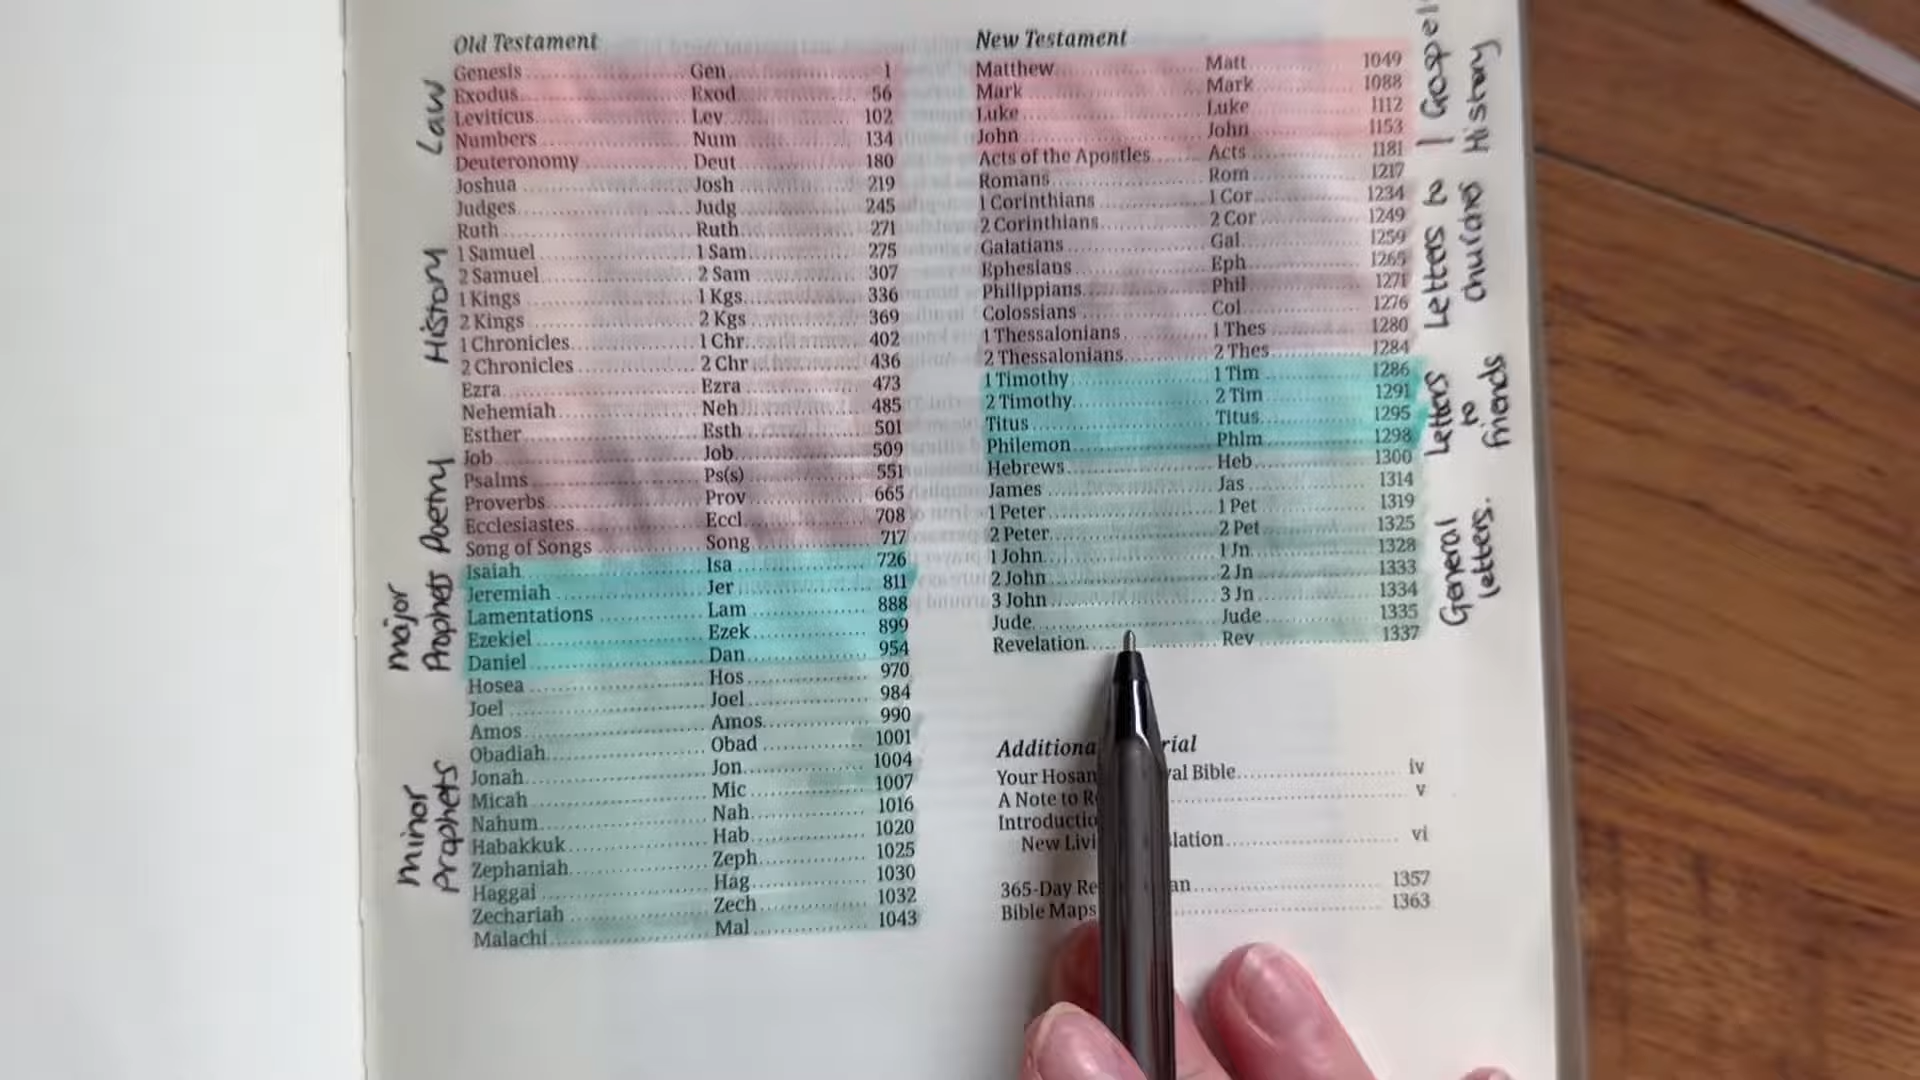 Old Testament
Genesis Gen 1
Exodus Exod 56
Leviticus Lev 102
Numbers Num 134
Deuteronomy Deut 180
Joshua Josh 219
Judges Judg 245
Ruth Ruth 271
1 Samuel 1 Sam 275
2 Samuel 2 Sam 307
1 Kings 1 Kgs 336
2 Kings 2 Kgs 369
1 Chronicles 1 Chr 402
2 Chronicles 2 Chr 436
Ezra Ezra 473
Nehemiah Neh 485
Esther Esth 501
Job Job 509
Psalms Ps(s) 551
Proverbs Prov 665
Ecclesiastes Eccl 708
Song of Songs Song 717
Isaiah Isa 726
Jeremiah Jer 811
Lamentations Lam 888
Ezekiel Ezek 899
Daniel Dan 954
Hosea Hos 970
Joel Joel 984
Amos Amos 990
Obadiah Obad 1001
Jonah Jon 1004
Micah Mic 1007
Nahum Nah 1016
Habakkuk Hab 1020
Zephaniah Zeph 1025
Haggai Hag 1030
Zechariah Zech 1032
Malachi Mal 1043
Law
History
Poetry
major
Prophets
minor
Prophets
New Testament
Matthew Matt 1049
Mark Mark 1088
Luke Luke 1112
John John 1153
Acts of the Apostles Acts 1181
Romans Rom 1217
1 Corinthians 1 Cor 1234
2 Corinthians 2 Cor 1249
Galatians Gal 1259
Ephesians Eph 1265
Philippians Phil 1271
Colossians Col 1276
1 Thessalonians 1 Thes 1280
2 Thessalonians 2 Thes 1284
1 Timothy 1 Tim 1286
2 Timothy 2 Tim 1291
Titus Titus 1295
Philemon Phlm 1298
Hebrews Heb 1300
James Jas 1314
1 Peter 1 Pet 1319
2 Peter 2 Pet 1325
1 John 1 Jn 1328
2 John 2 Jn 1333
3 John 3 Jn 1334
Jude Jude 1335
Revelation Rev 1337
Gospel
History
Letters to
Letters
to
friends
General
letters.
Your Bible iv
A Note to v
New vi
365-Day 1357
Bible Maps 1363